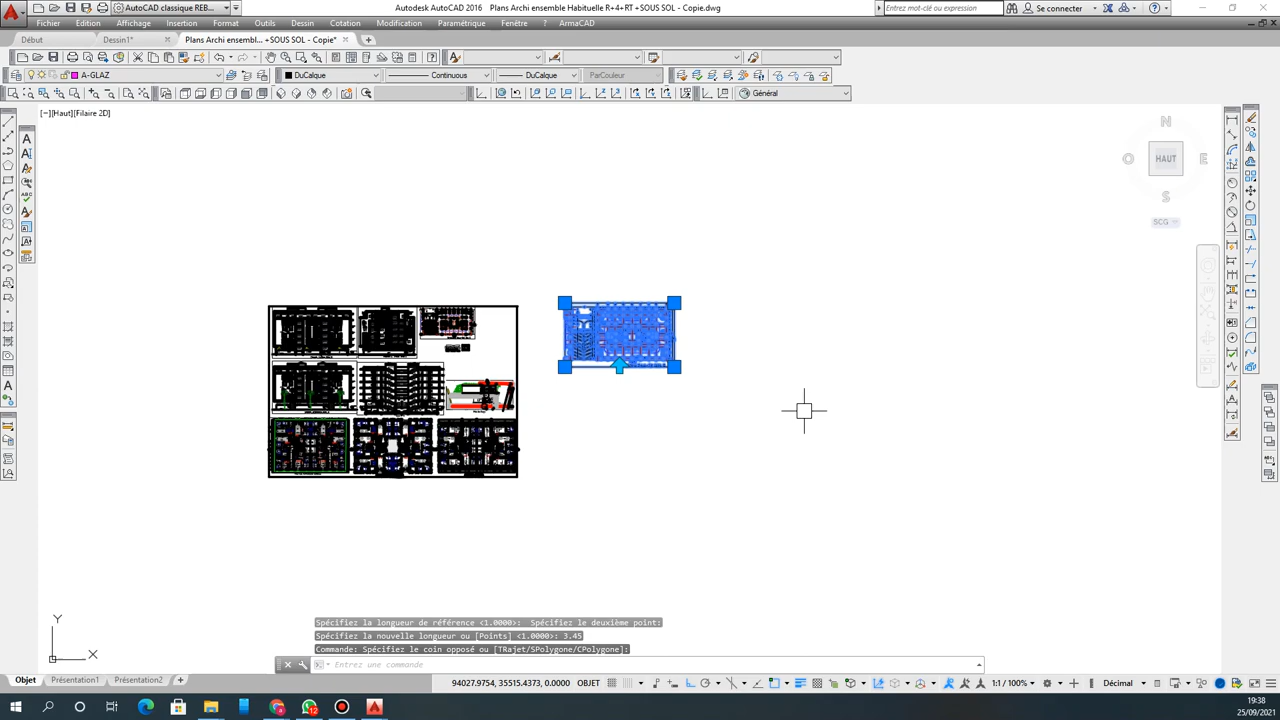 AutoCAD classique REB...
Autodesk AutoCAD 2016 Plans Archi ensemble Habituelle R+4+RT +SOUS SOL - Copie.dwg
Entrez mot-clé ou expression
Se connecter
Fichier Edition Affichage Insertion Format Outils Dessin Cotation Modification Paramétrique Fenêtre ? ArmaCAD
Début Dessin1* Plans Archi ensembl... +SOUS SOL - Copie*
A-GLAZ DuCalque Continuous DuCalque ParCouleur
Général
[−][Haut][Filaire 2D]
N
O HAUT E
S
SCG
Y
X
Spécifiez la longueur de référence <1.0000>: Spécifiez le deuxième point:
Spécifiez la nouvelle longueur ou [Points] <1.0000>: 3.45
Commande: Spécifiez le coin opposé ou [TRajet/SPolygone/CPolygone]:
Entrez une commande
Objet Présentation1 Présentation2 +
94027.9754, 35515.4373, 0.0000 OBJET
1:1 / 100%
Décimal
12
19:38
25/09/2021